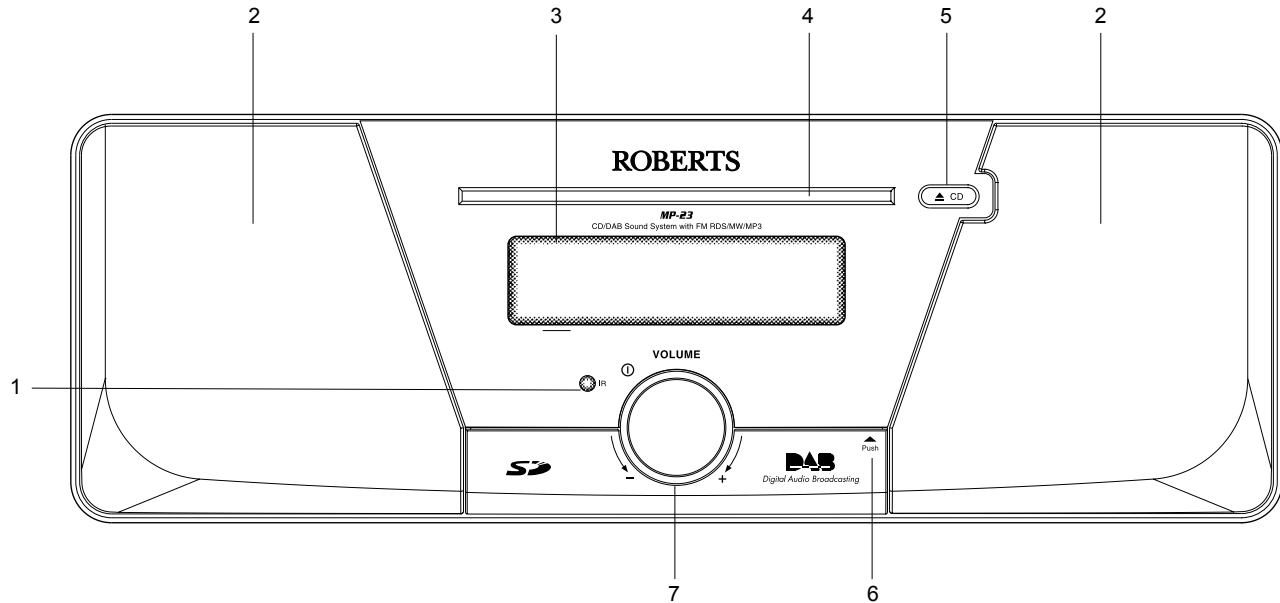 2 3 4 5 2
ROBERTS
CD
MP-23
CD/DAB Sound System with FM RDS/MW/MP3
VOLUME
1 IR
Push
SD
DAB
Digital Audio Broadcasting
− +
7 6